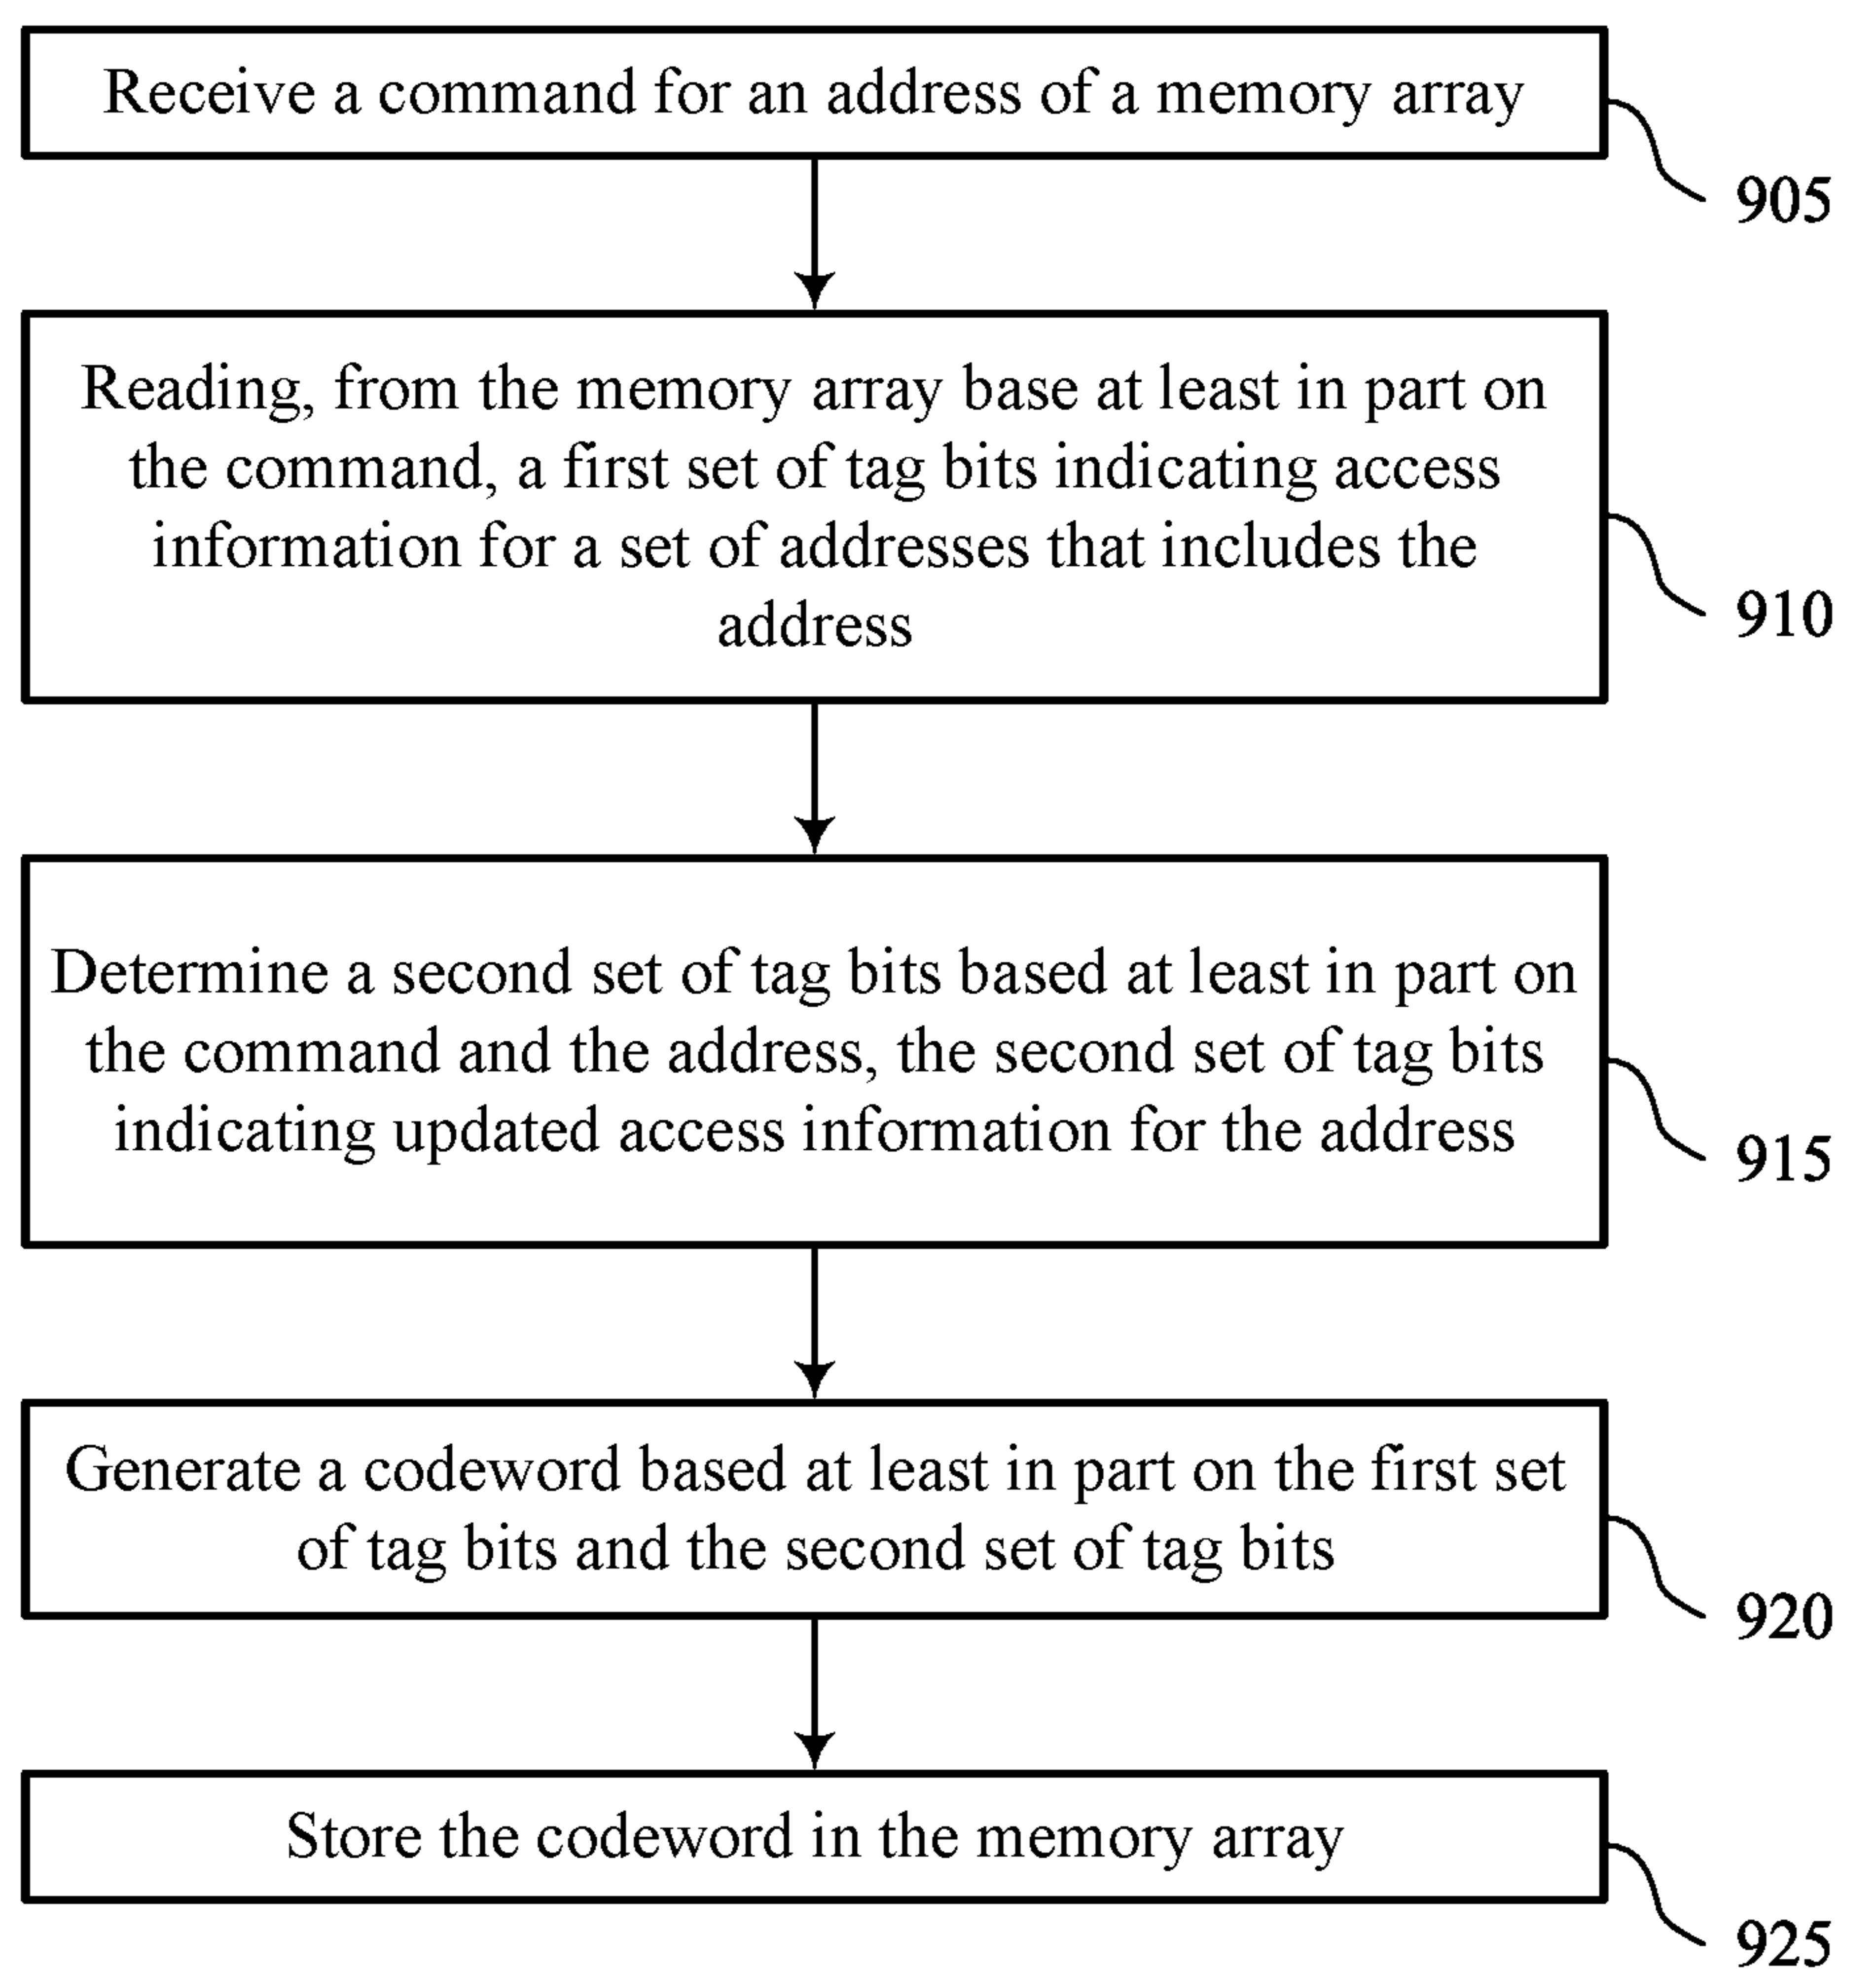 Receive a command for an address of a memory array
905
Reading, from the memory array base at least in part on
the command, a first set of tag bits indicating access
information for a set of addresses that includes the
address
910
Determine a second set of tag bits based at least in part on
the command and the address, the second set of tag bits
indicating updated access information for the address
915
Generate a codeword based at least in part on the first set
of tag bits and the second set of tag bits
920
Store the codeword in the memory array
925